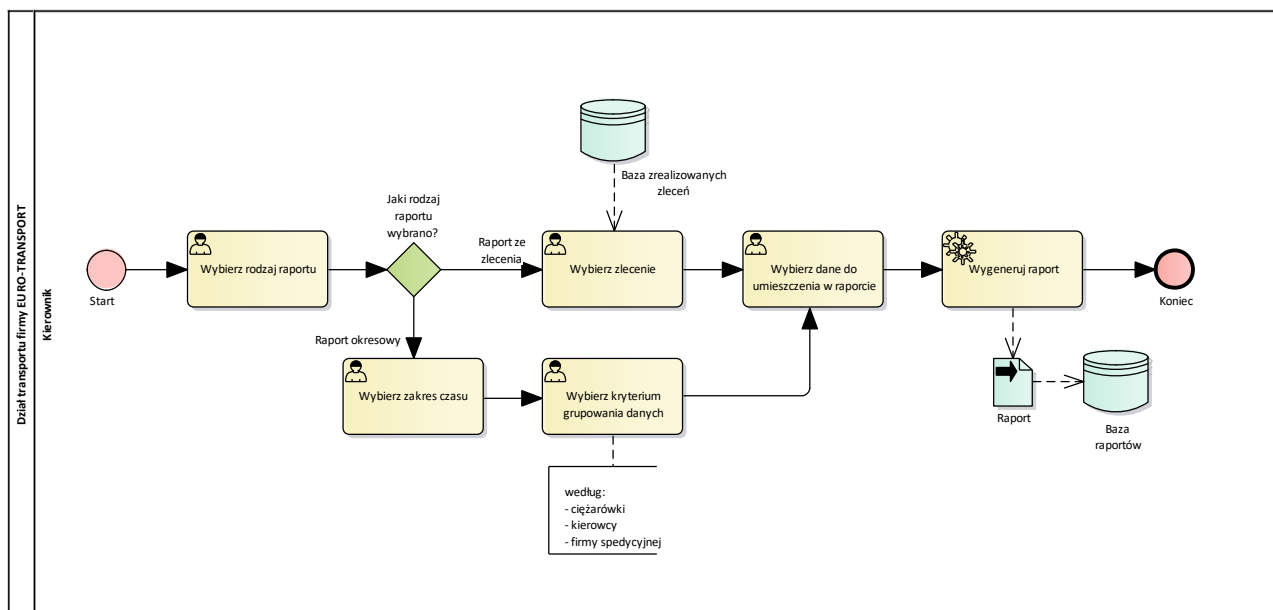 Dział transportu firmy EURO-TRANSPORT
Kierownik
Start
Wybierz rodzaj raportu
Jaki rodzaj
raportu
wybrano?
Raport ze
zlecenia
Raport okresowy
Baza zrealizowanych
zleceń
Wybierz zlecenie
Wybierz dane do
umieszczenia w raporcie
Wygeneruj raport
Koniec
Wybierz zakres czasu
Wybierz kryterium
grupowania danych
według:
- ciężarówki
- kierowcy
- firmy spedycyjnej
Raport
Baza
raportów